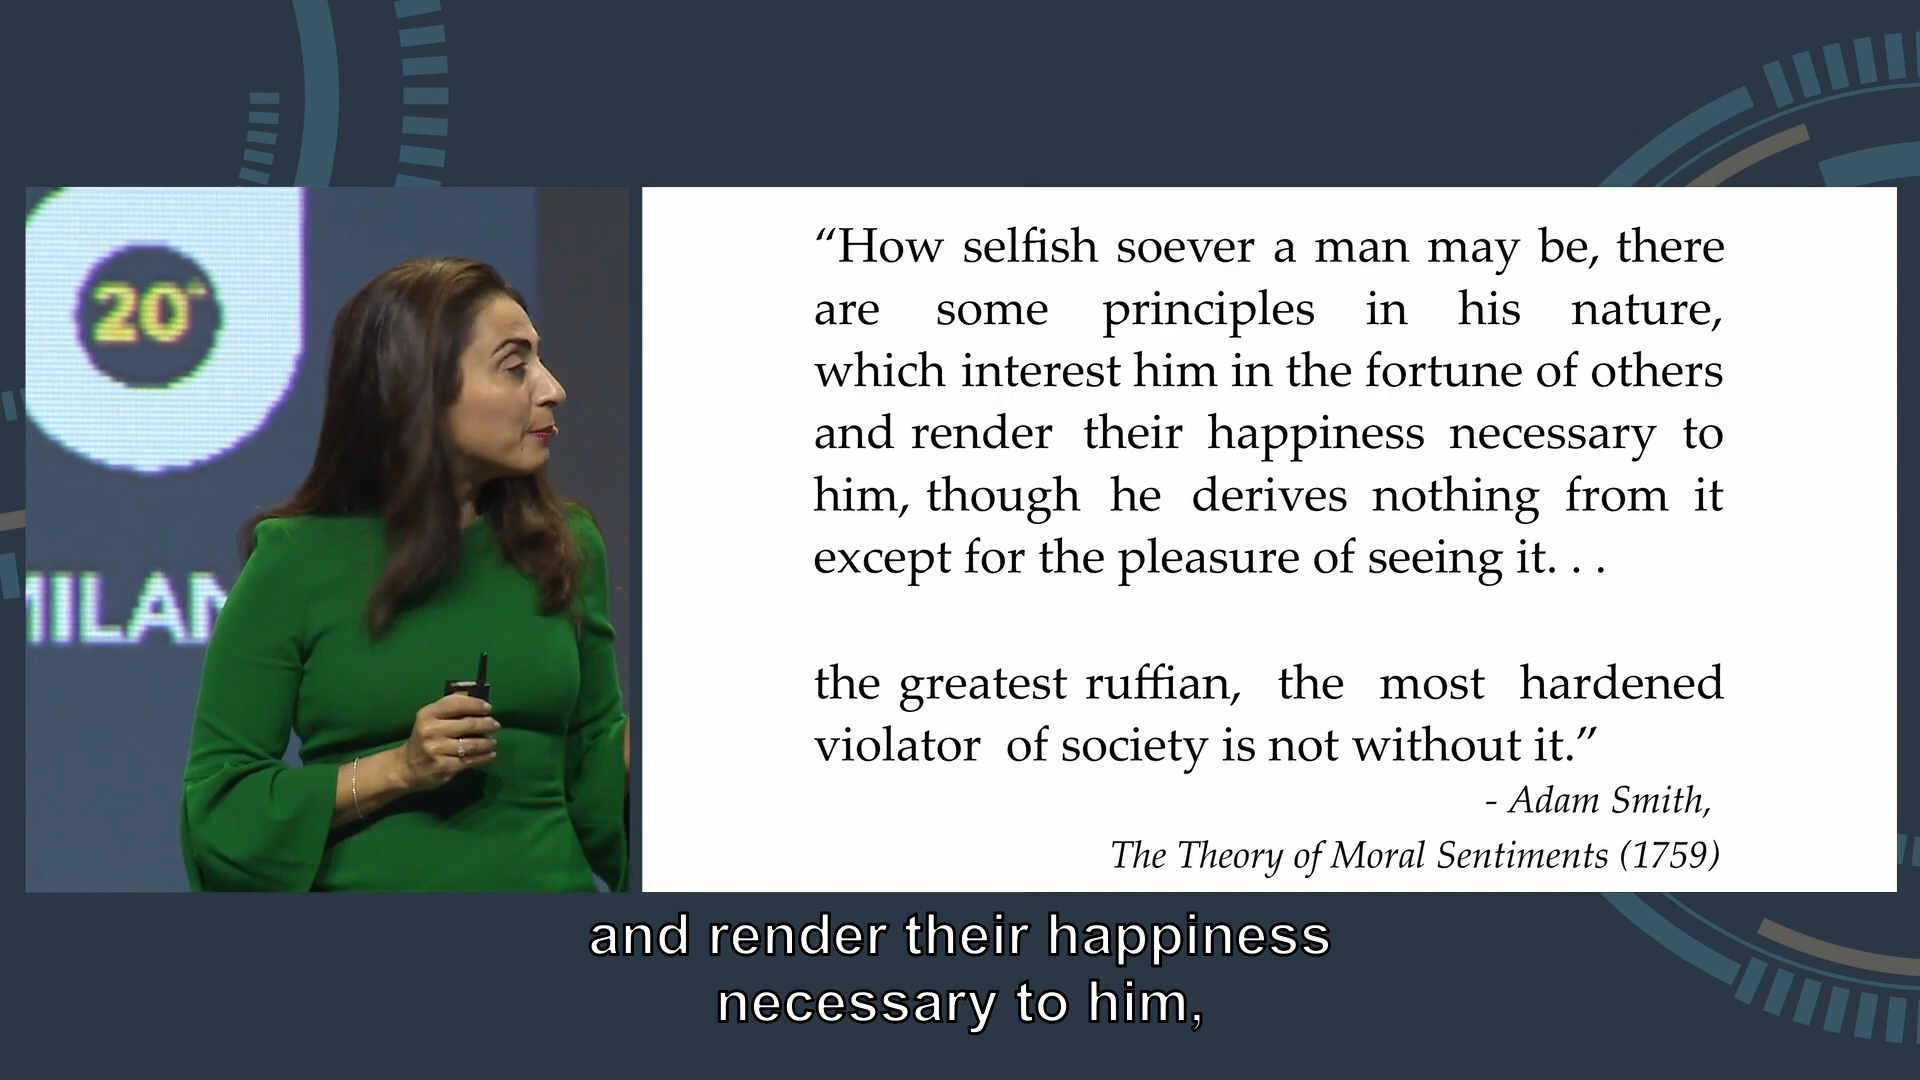 20°
MILAN
“How selfish soever a man may be, there
are some principles in his nature,
which interest him in the fortune of others
and render their happiness necessary to
him, though he derives nothing from it
except for the pleasure of seeing it. . .
the greatest ruffian, the most hardened
violator of society is not without it.”
- Adam Smith,
The Theory of Moral Sentiments (1759)
and render their happiness
necessary to him,